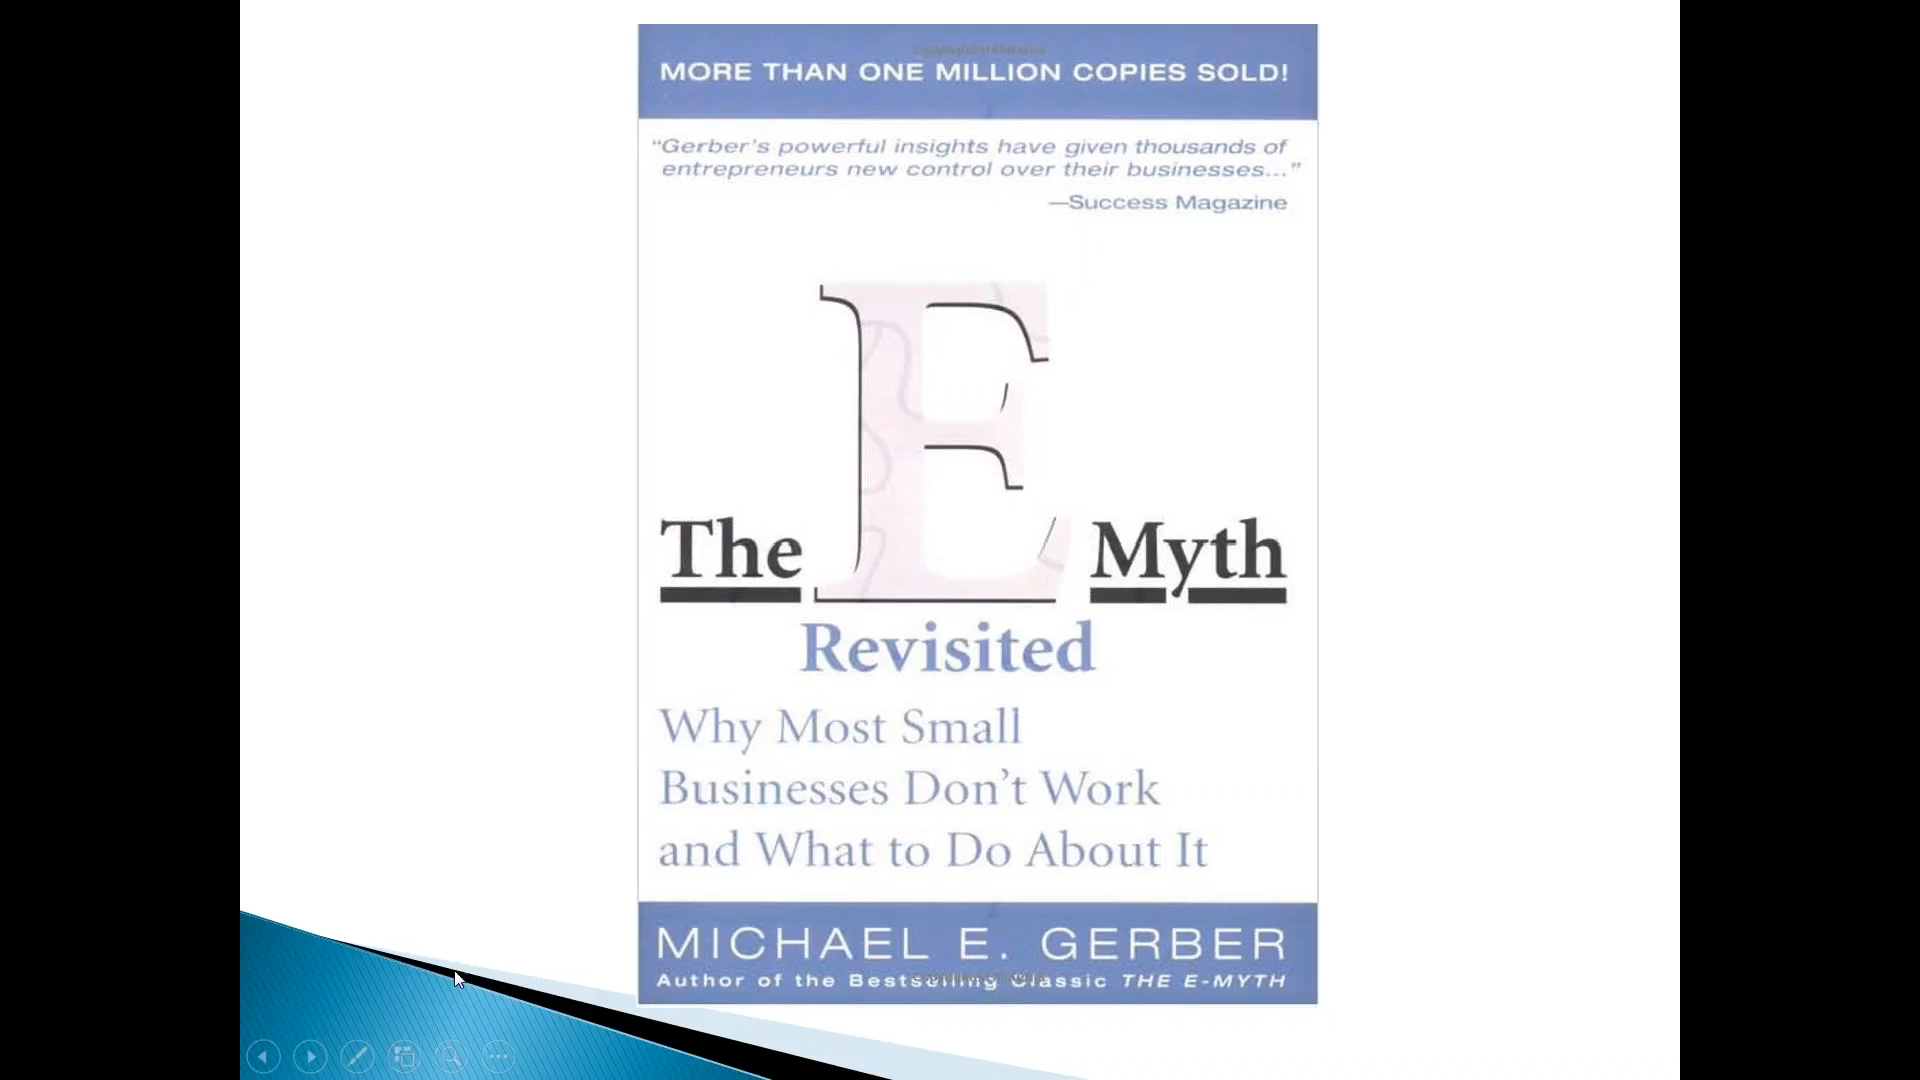 MORE THAN ONE MILLION COPIES SOLD!
“Gerber’s powerful insights have given thousands of
entrepreneurs new control over their businesses...”
—Success Magazine
The E Myth
Revisited
Why Most Small
Businesses Don’t Work
and What to Do About It
MICHAEL E. GERBER
Author of the Bestselling Classic THE E-MYTH